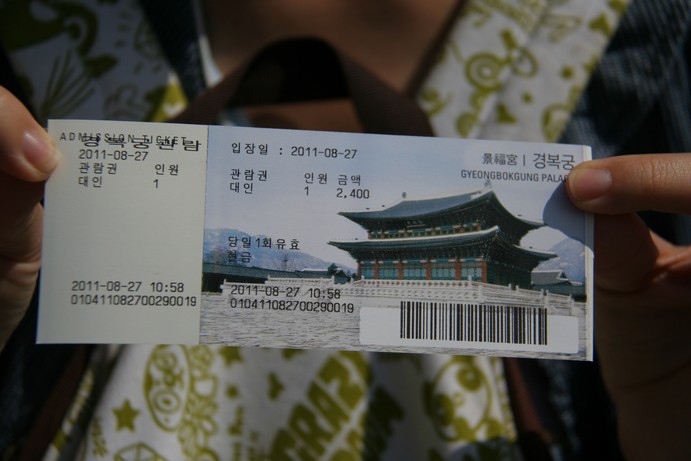 ADMISSION TICKET
경복궁관람
2011-08-27
관람권 인원
대인 1
2011-08-27 10:58
010411082700290019
입장일 : 2011-08-27
관람권 인원 금액
대인 1 2,400
당일1회유효
현금
2011-08-27 10:58
010411082700290019
景福宮 | 경복궁
GYEONGBOKGUNG
CRAZY